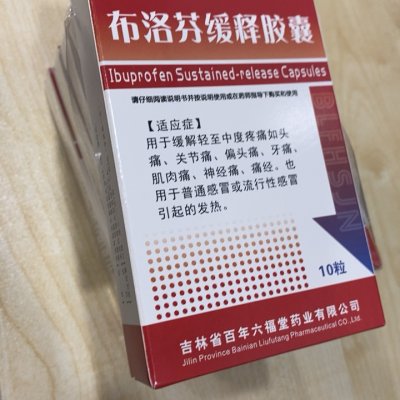 布洛芬缓释胶囊
Ibuprofen Sustained-release Capsules
请仔细阅读说明书并按说明使用或在药师指导下购买和使用
【适应症】
用于缓解轻至中度疼痛如头
痛、关节痛、偏头痛、牙痛、
肌肉痛、神经痛、痛经。也
用于普通感冒或流行性感冒
引起的发热。
BLFHSJN
10粒
吉林省百年六福堂药业有限公司
Jilin Province Bainian Liufutang Pharmaceutical CO., Ltd.